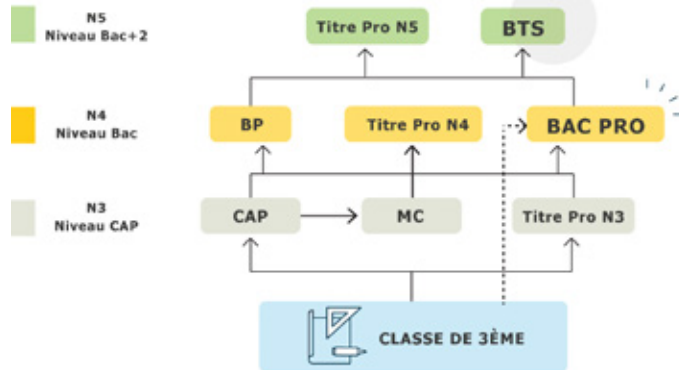 N5
Niveau Bac+2
Titre Pro N5
BTS
N4
Niveau Bac
BP
Titre Pro N4
BAC PRO
N3
Niveau CAP
CAP
MC
Titre Pro N3
CLASSE DE 3ÈME